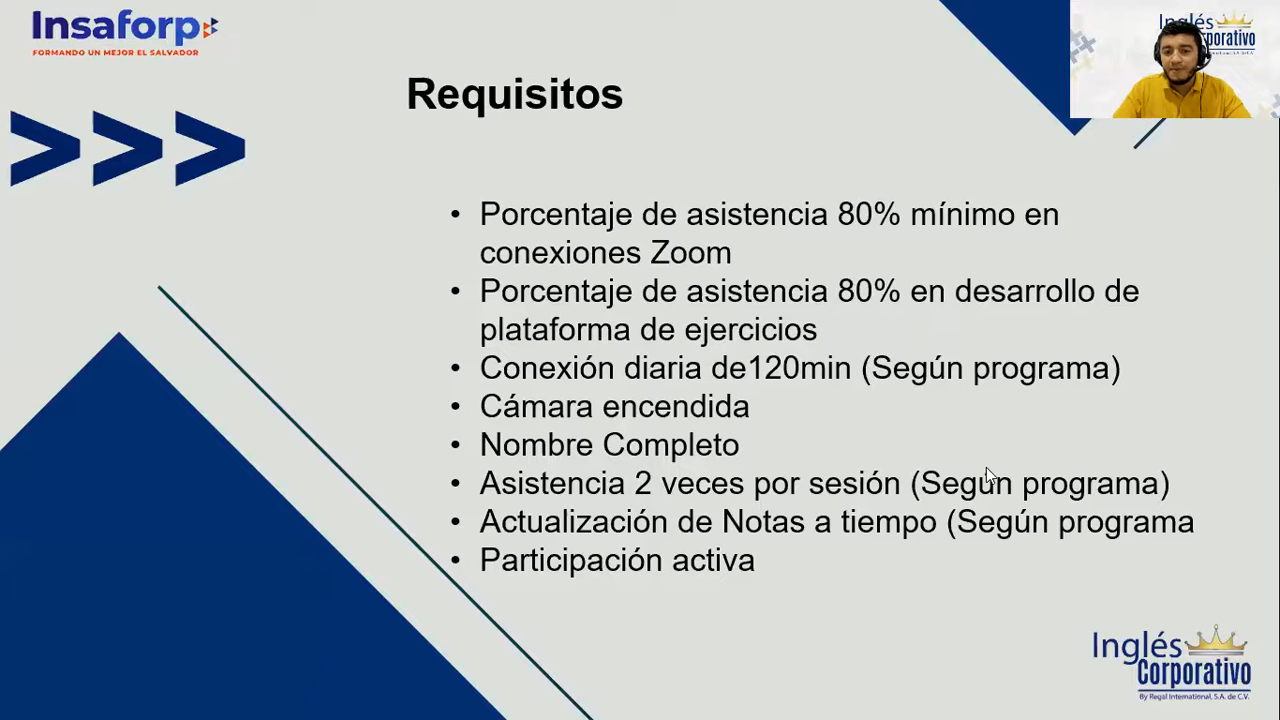 Insaforp
FORMANDO UN MEJOR EL SALVADOR
Inglés
Requisitos
• Porcentaje de asistencia 80% mínimo en
conexiones Zoom
• Porcentaje de asistencia 80% en desarrollo de
plataforma de ejercicios
• Conexión diaria de120min (Según programa)
• Cámara encendida
• Nombre Completo
• Asistencia 2 veces por sesión (Según programa)
• Actualización de Notas a tiempo (Según programa
• Participación activa
Inglés
Corporativo
By Regal International, S.A. de C.V.